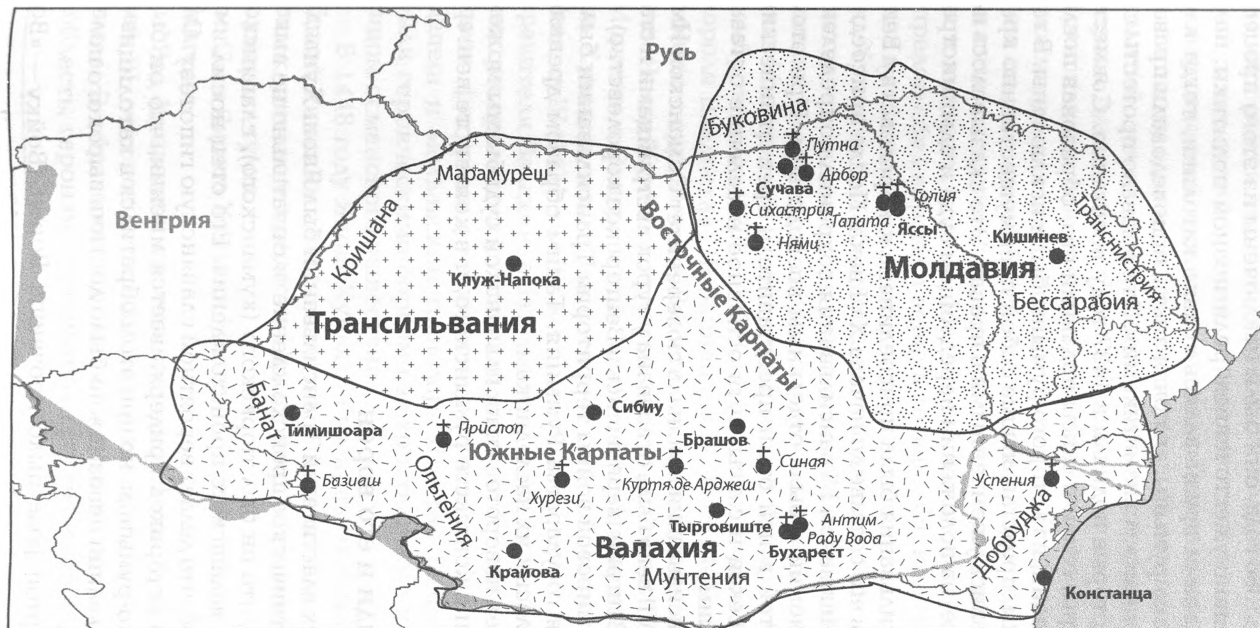 Русь
Буковина
Путна
Арбор
Сучава
Сихастрия
Нямц
Голия
Галата
Яссы
Кишинев
Транснистрия
Молдавия
Бессарабия
Восточные Карпаты
Марамуреш
Венгрия
Кришана
Клуж-Напока
Трансильвания
Банат
Тимишоара
Прислоп
Сибиу
Брашов
Южные Карпаты
Базиаш
Ольтения
Хурези
Куртя де Арджеш
Синая
Успения
Тырговиште
Антим
Раду Вода
Бухарест
Добруджа
Крайова
Валахия
Мунтения
Констанца